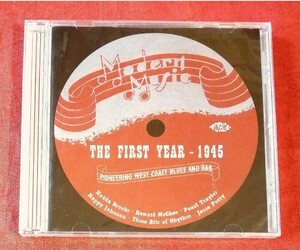 Modern Music
ACE
THE FIRST YEAR - 1945
PIONEERING WEST COAST BLUES AND R&B
Hadda Brooks · Howard McGhee · Pearl Traylor
Happy Johnson · Three Bits of Rhythm · Jesse Perry